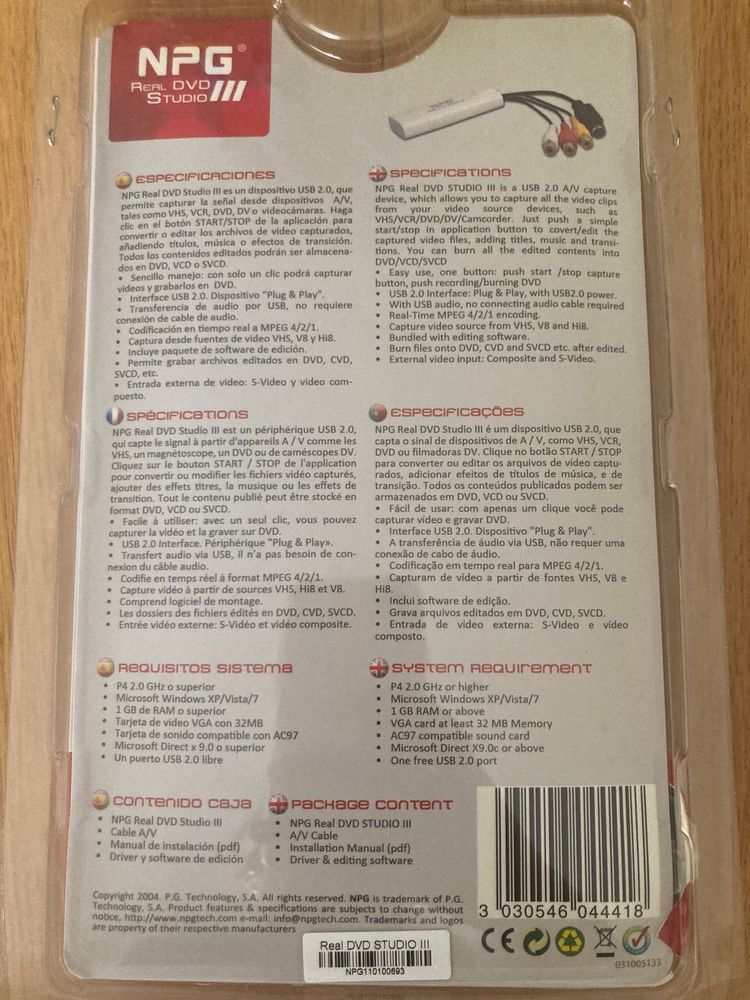 NPG®
REAL DVD
STUDIO III
NPG
ESPECIFICACIONES
NPG Real DVD Studio III es un dispositivo USB 2.0, que
permite capturar la señal desde dispositivos A/V,
tales como VHS, VCR, DVD, DV o videocámaras. Haga
clic en el botón START/STOP de la aplicación para
convertir o editar los archivos de video capturados,
añadiendo títulos, música o efectos de transición.
Todos los contenidos editados podrán ser almacena-
dos en DVD, VCD o SVCD.
• Sencillo manejo: con solo un clic podrá capturar
vídeos y grabarlos en DVD.
• Interface USB 2.0. Dispositivo "Plug & Play".
• Transferencia de audio por USB, no requiere
conexión de cable de audio.
• Codificación en tiempo real a MPEG 4/2/1.
• Captura desde fuentes de video VHS, V8 y Hi8.
• Incluye paquete de software de edición.
• Permite grabar archivos editados en DVD, CVD,
SVCD, etc.
• Entrada externa de video: S-Video y video com-
puesto.
SPECIFICATIONS
NPG Real DVD STUDIO III is a USB 2.0 A/V capture
device, which allows you to capture all the video clips
from your video source devices, such as
VHS/VCR/DVD/DV/Camcorder. Just push a simple
start/stop in application button to covert/edit the
captured video files, adding titles, music and transi-
tions. You can burn all the edited contents into
DVD/VCD/SVCD
• Easy use, one button: push start /stop capture
button, push recording/burning DVD
• USB 2.0 Interface: Plug & Play, with USB2.0 power.
• With USB audio, no connecting audio cable required
• Real-Time MPEG 4/2/1 encoding.
• Capture video source from VHS, V8 and Hi8.
• Bundled with editing software.
• Burn files onto DVD, CVD and SVCD etc. after edited.
• External video input: Composite and S-Video.
SPÉCIFICATIONS
NPG Real DVD Studio III est un périphérique USB 2.0,
qui capte le signal à partir d'appareils A / V comme les
VHS, un magnétoscope, un DVD ou de caméscopes DV.
Cliquez sur le bouton START / STOP de l'application
pour convertir ou modifier les fichiers vidéo capturés,
ajouter des effets titres, la musique ou les effets de
transition. Tout le contenu publié peut être stocké en
format DVD, VCD ou SVCD.
• Facile á utiliser: avec un seul clic, vous pouvez
capturer la vidéo et la graver sur DVD.
• USB 2.0 Interface. Périphérique "Plug & Play».
• Transfert audio via USB, il n'a pas besoin de con-
nexion du câble audio.
• Codifie en temps réel à format MPEG 4/2/1.
• Capture vidéo à partir de sources VHS, Hi8 et V8.
• Comprend logiciel de montage.
• Les dossiers des fichiers édités en DVD, CVD, SVCD.
• Entrée vidéo externe: S-Vidéo et vidéo composite.
ESPECIFICAÇÕES
NPG Real DVD Studio III é um dispositivo USB 2.0, que
capta o sinal de dispositivos de A / V, como VHS, VCR,
DVD ou filmadoras DV. Clique no botão START / STOP
para converter ou editar os arquivos de vídeo captu-
rados, adicionar efeitos de títulos de música, e de
transição. Todos os conteúdos publicados podem ser
armazenados em DVD, VCD ou SVCD.
• Fácil de usar: com apenas um clique você pode
capturar vídeo e gravar DVD.
• Interface USB 2.0. Dispositivo "Plug & Play".
• A transferência de áudio via USB, não requer uma
conexão de cabo de áudio.
• Codificação em tempo real para MPEG 4/2/1.
• Capturam de vídeo a partir de fontes VHS, V8 e
Hi8.
• Inclui software de edição.
• Grava arquivos editados em DVD, CVD, SVCD.
• Entrada de video externa: S-Video e vídeo
composto.
REQUISITOS SISTEMA
• P4 2.0 GHz o superior
• Microsoft Windows XP/Vista/7
• 1 GB de RAM o superior
• Tarjeta de video VGA con 32MB
• Tarjeta de sonido compatible con AC97
• Microsoft Direct x 9.0 o superior
• Un puerto USB 2.0 libre
SYSTEM REQUIREMENT
• P4 2.0 GHz or higher
• Microsoft Windows XP/Vista/7
• 1 GB RAM or above
• VGA card at least 32 MB Memory
• AC97 compatible sound card
• Microsoft Direct X9.0c or above
• One free USB 2.0 port
CONTENIDO CAJA
• NPG Real DVD Studio III
• Cable A/V
• Manual de instalación (pdf)
• Driver y software de edición
PACKAGE CONTENT
• NPG Real DVD STUDIO III
• A/V Cable
• Installation Manual (pdf)
• Driver & editing software
Copyright 2004. P.G. Technology, S.A. All rights reserved. NPG is trademark of P.G.
Technology, S.A. Product features & specifications are subjects to change without
notice, http://www.npgtech.com e-mail: info@npgtech.com. Trademarks and logos
are property of their respective manufacturers
3 030546 044418
CE
031005133
Real DVD STUDIO III
NPG110100693